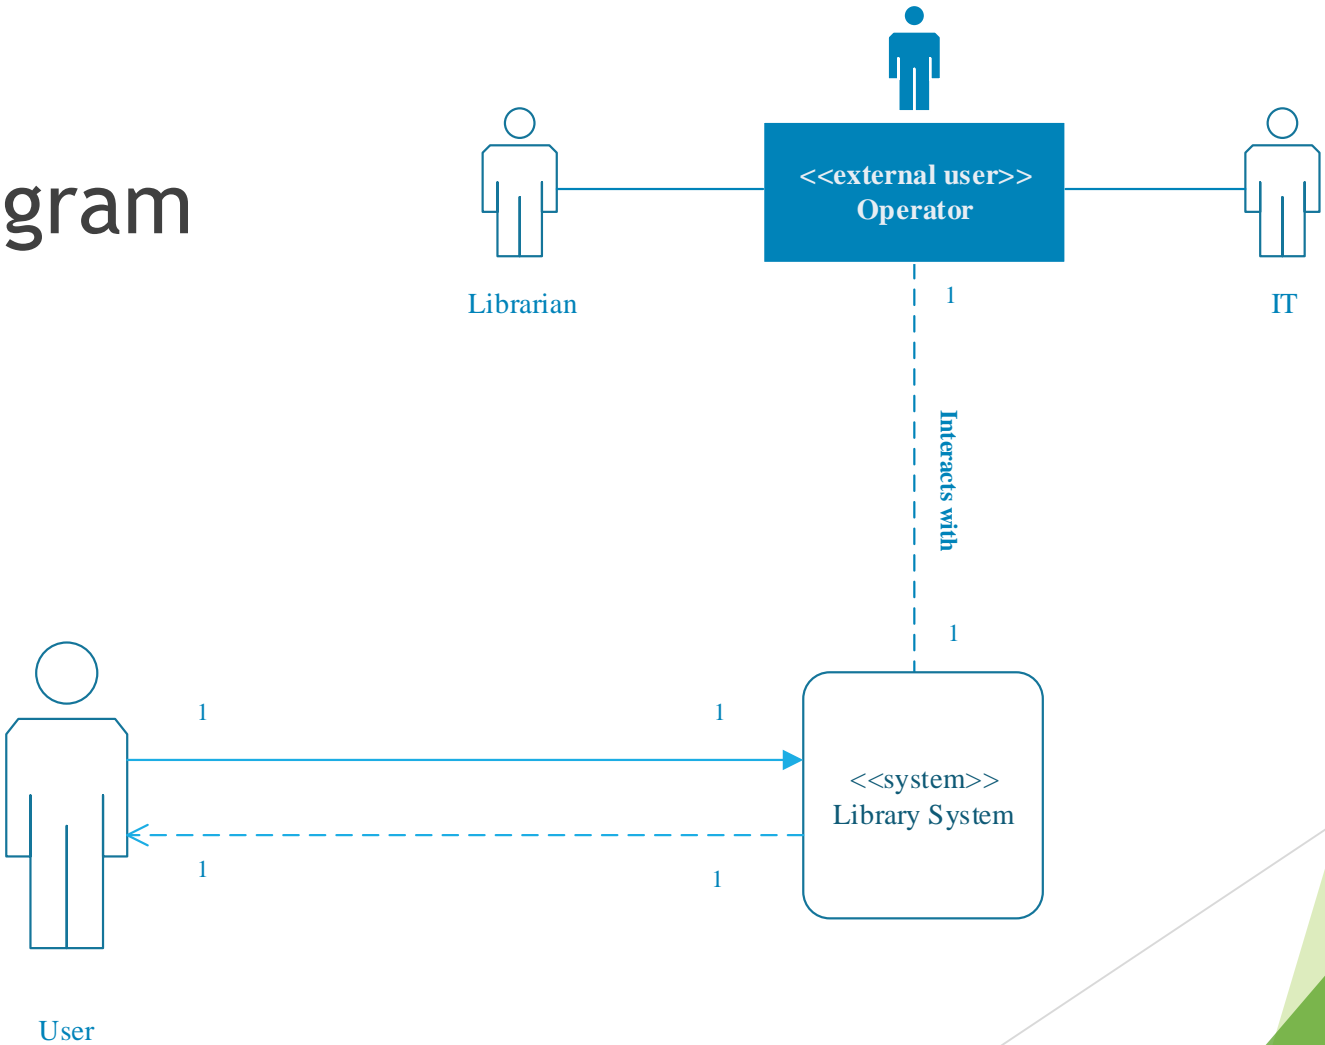 gram
<<external user>>
Operator
Librarian
1
IT
Interacts with
1
1
1
<<system>>
Library System
1
1
User